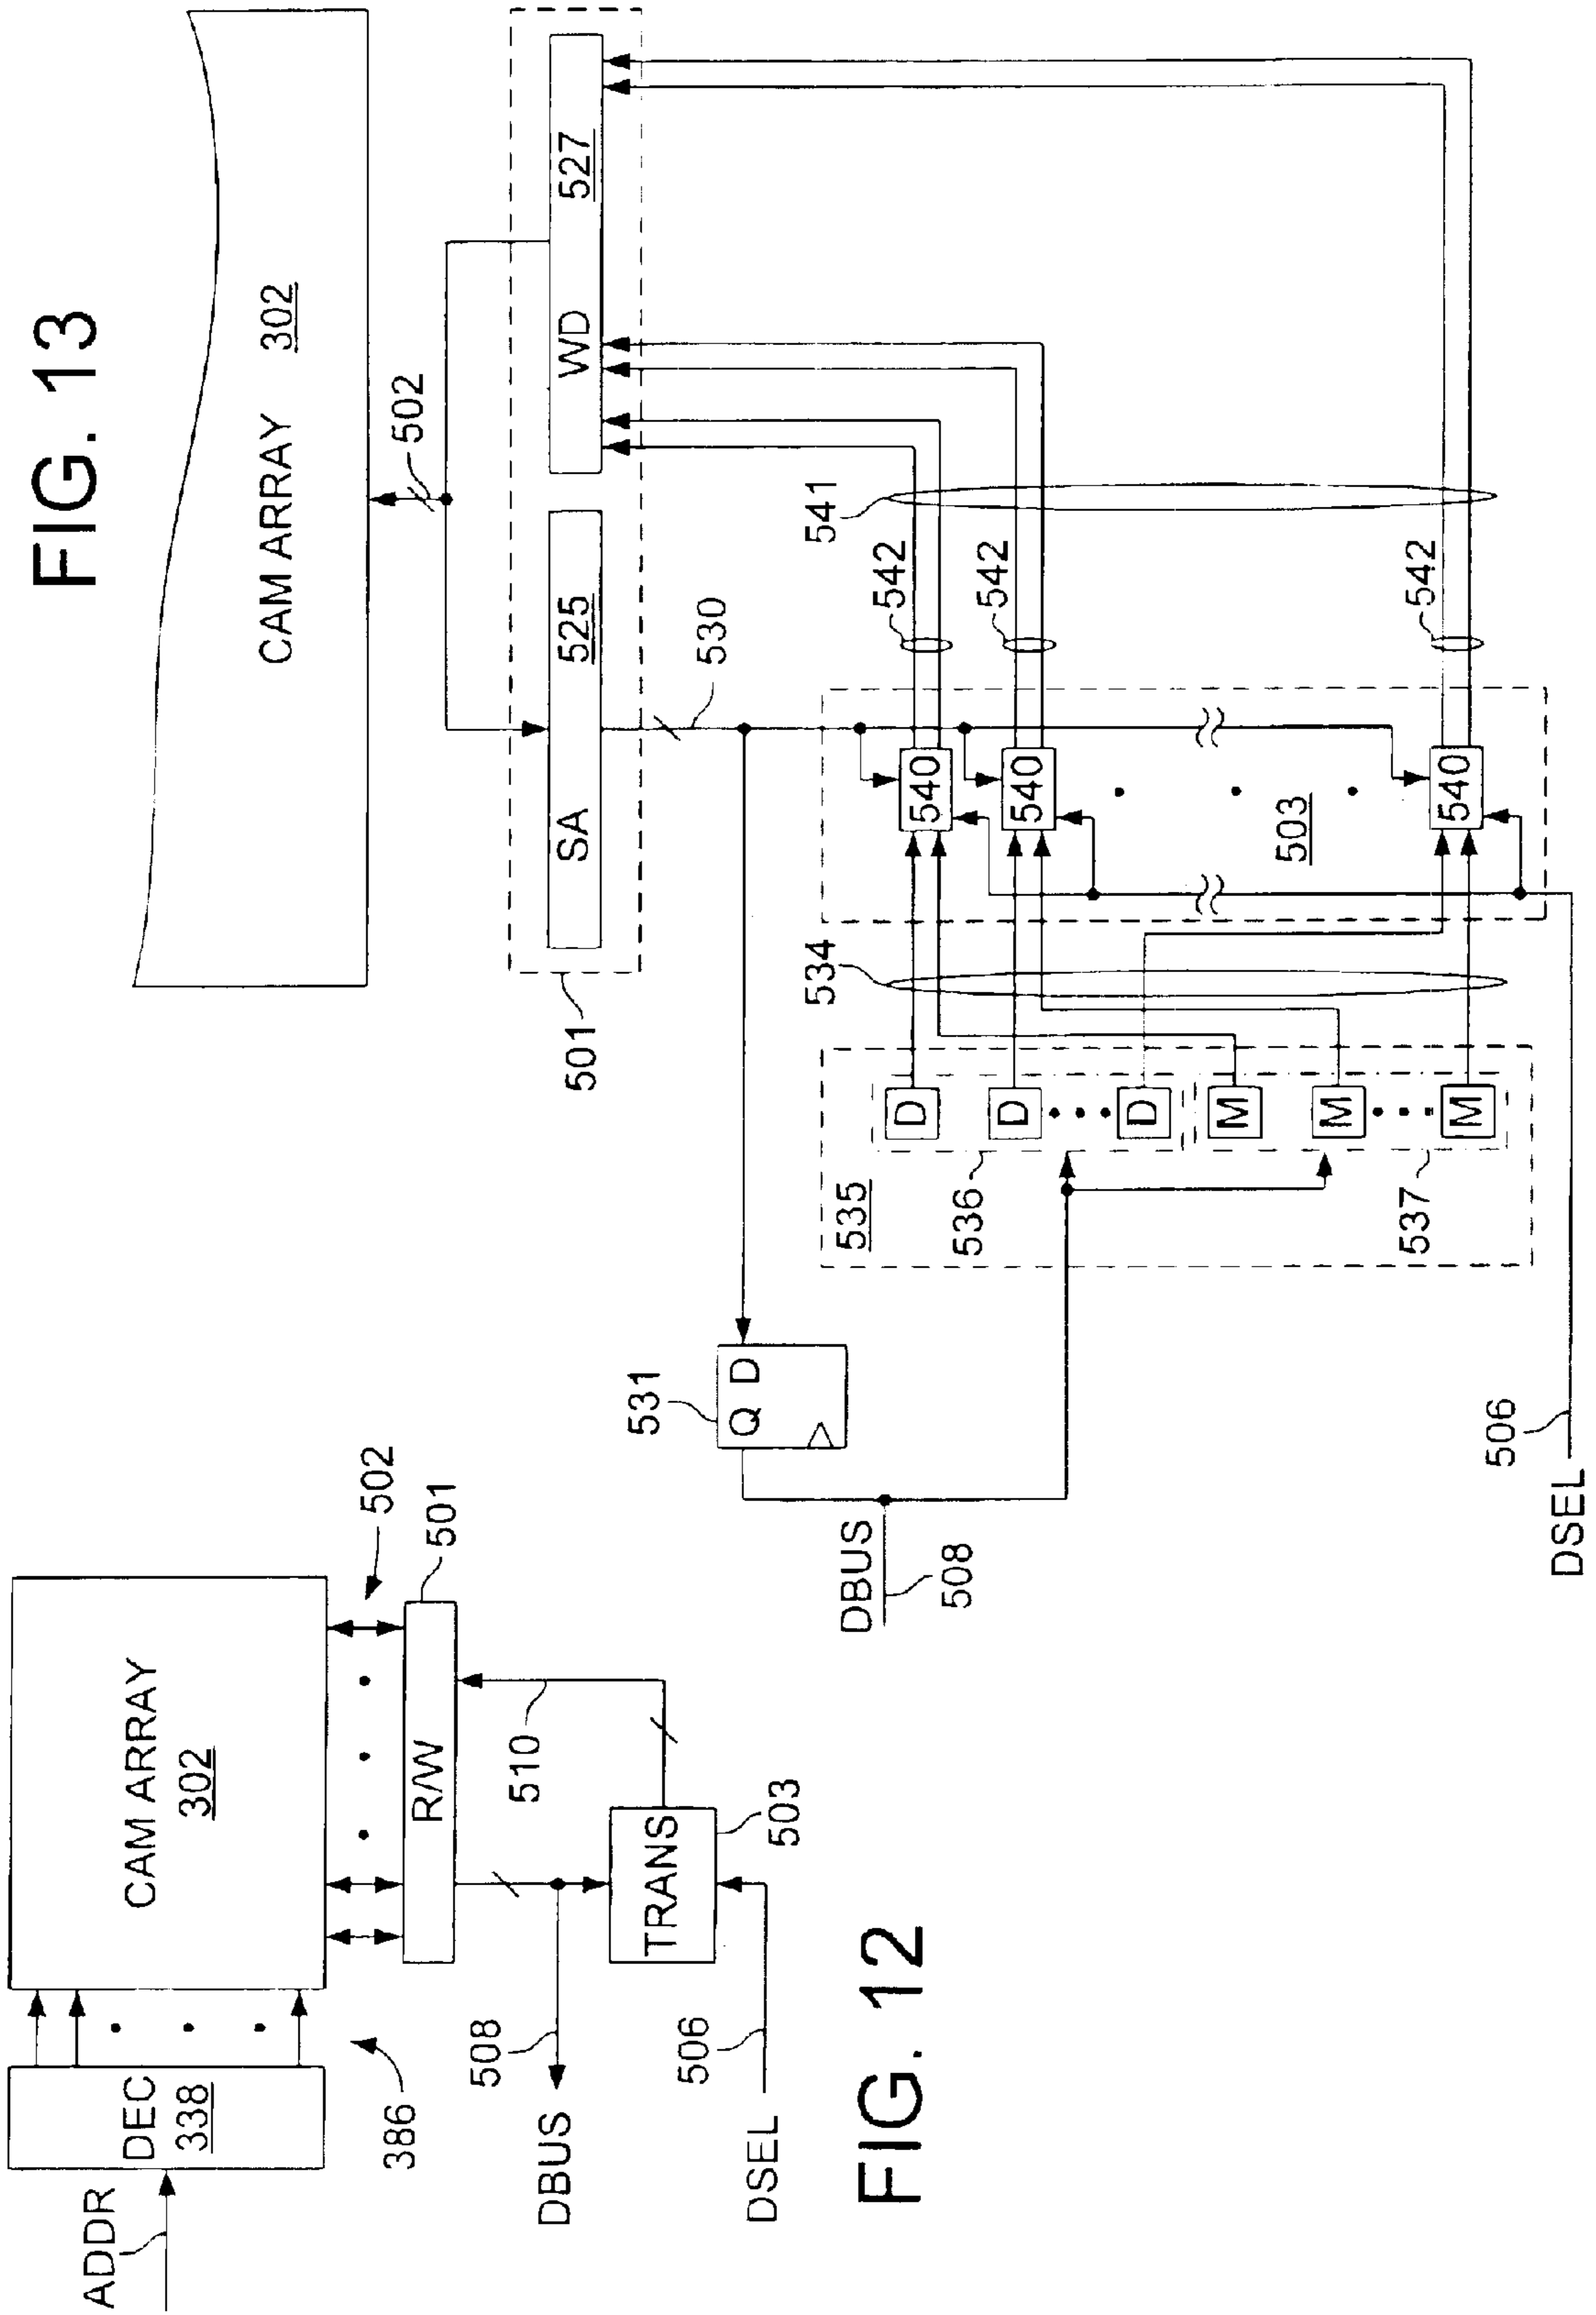 FIG. 12
ADDR
DEC
338
386
CAM ARRAY
302
502
R/W
501
508
DBUS
510
TRANS
503
506
DSEL
FIG. 13
CAM ARRAY 302
502
501
SA 525
WD 527
530
531
Q D
DBUS
508
535
536
537
D
D
D
M
M
M
534
540
540
540
503
542
542
542
541
506
DSEL